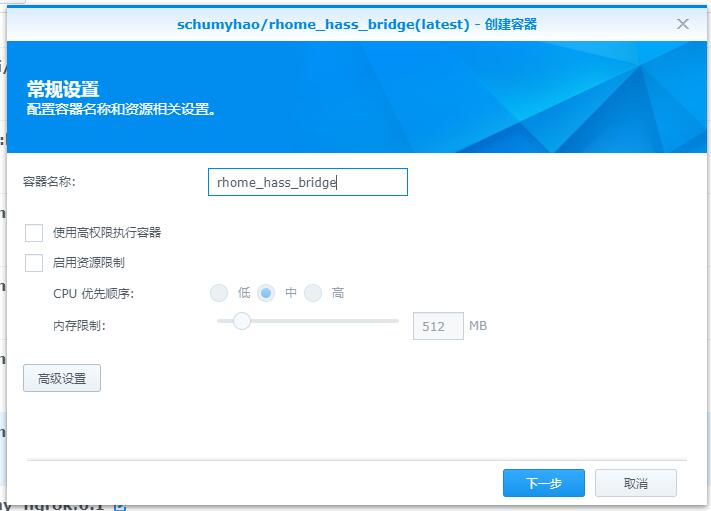 schumyhao/rhome_hass_bridge(latest) - 创建容器
常规设置
配置容器名称和资源相关设置。
容器名称:
rhome_hass_bridge
使用高权限执行容器
启用资源限制
CPU 优先顺序:
低
中
高
内存限制:
512
MB
高级设置
下一步
取消